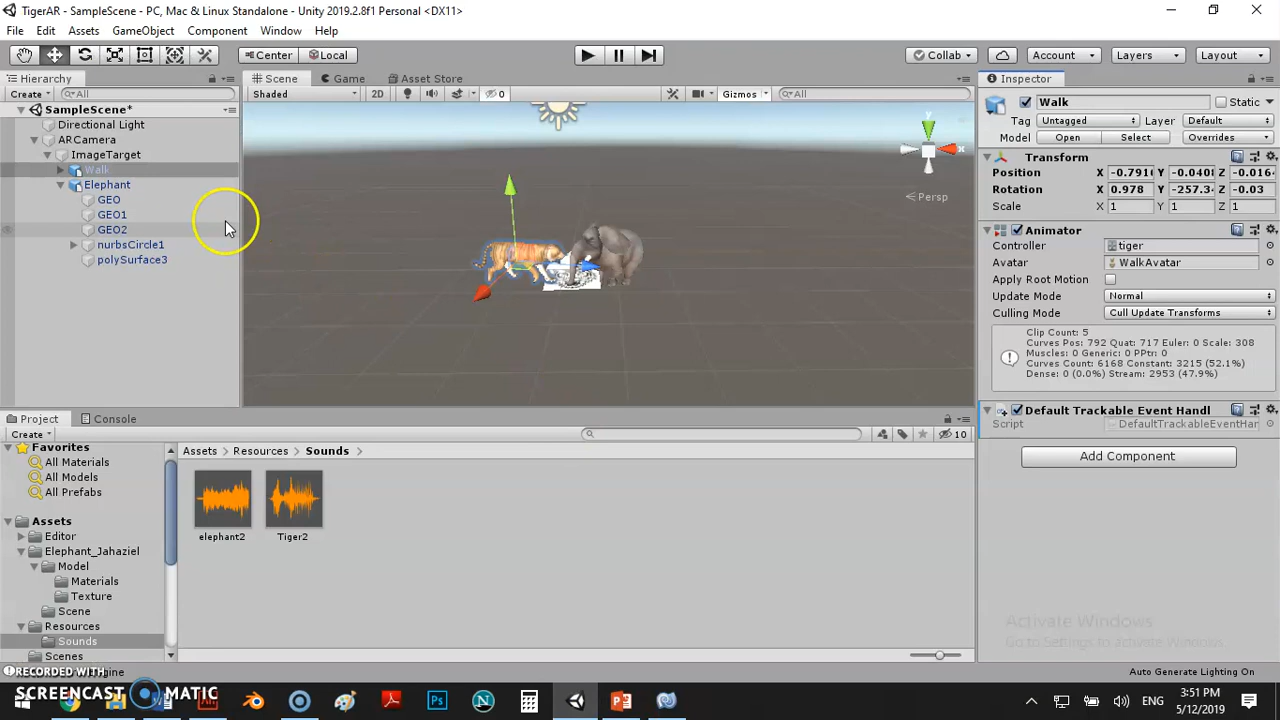 TigerAR - SampleScene - PC, Mac & Linux Standalone - Unity 2019.2.8f1 Personal <DX11>
File Edit Assets GameObject Component Window Help
Center Local Collab Account Layers Layout
Hierarchy Scene Game Asset Store Inspector
Create All Shaded 2D 0 Gizmos All
SampleScene*
Directional Light
ARCamera
ImageTarget
Walk
Elephant
GEO
GEO1
GEO2
nurbsCircle1
polySurface3
y
x
Persp
Walk Static
Tag Untagged Layer Default
Model Open Select Overrides
Transform
Position X -0.791 Y -0.040 Z -0.016
Rotation X 0.978 Y -257.3 Z -0.03
Scale X 1 Y 1 Z 1
Animator
Controller tiger
Avatar WalkAvatar
Apply Root Motion
Update Mode Normal
Culling Mode Cull Update Transforms
Clip Count: 5
Curves Pos: 792 Quat: 717 Euler: 0 Scale: 308
Muscles: 0 Generic: 0 PPtr: 0
Curves Count: 6168 Constant: 3215 (52.1%)
Dense: 0 (0.0%) Stream: 2953 (47.9%)
Default Trackable Event Handl
Script DefaultTrackableEventHar
Add Component
Project Console
Create 10
Favorites
All Materials
All Models
All Prefabs
Assets
Editor
Elephant_Jahaziel
Model
Materials
Texture
Scene
Resources
Sounds
Scenes
Assets > Resources > Sounds >
elephant2 Tiger2
Activate Windows
Go to Settings to activate Windows.
Auto Generate Lighting On
RECORDED WITH
SCREENCAST MATIC
ENG
3:51 PM
5/12/2019